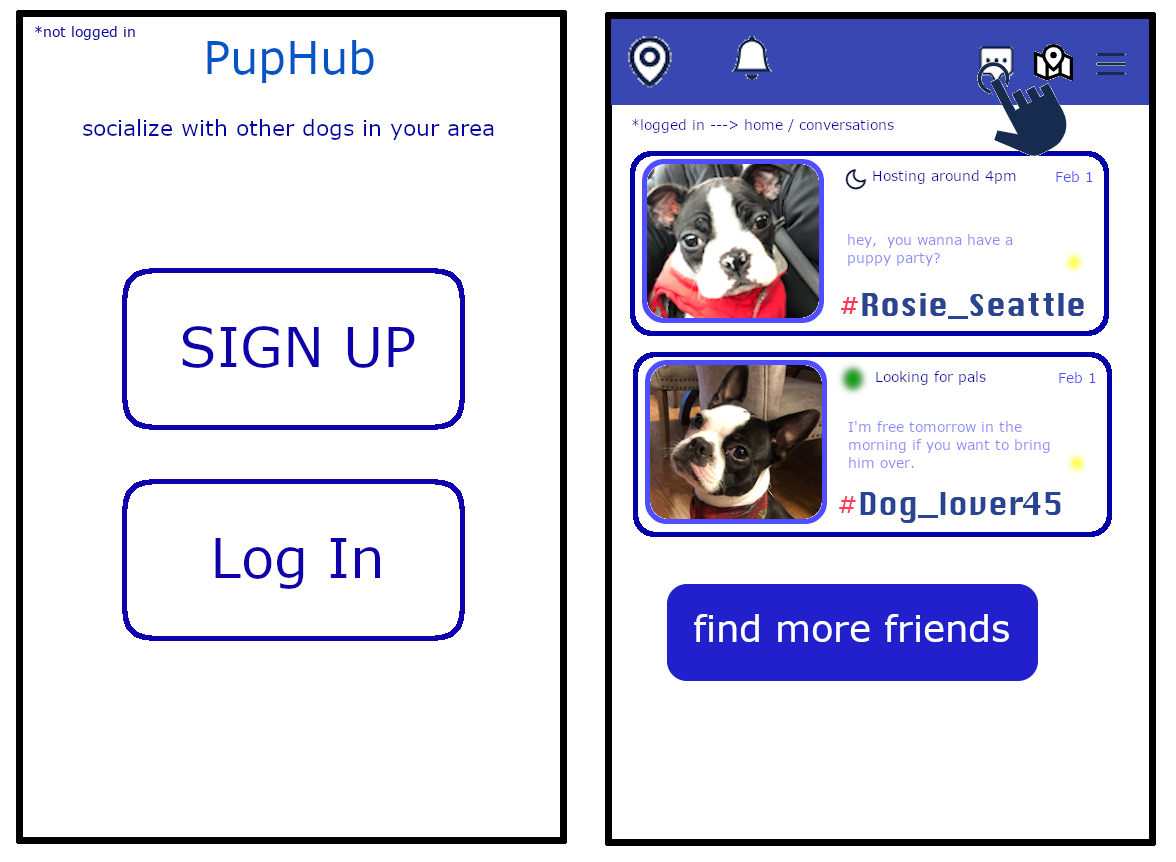 *not logged in
PupHub
socialize with other dogs in your area
SIGN UP
Log In
*logged in ---> home / conversations
Hosting around 4pm
Feb 1
hey,  you wanna have a
puppy party?
#Rosie_Seattle
Looking for pals
Feb 1
I'm free tomorrow in the
morning if you want to bring
him over.
#Dog_lover45
find more friends